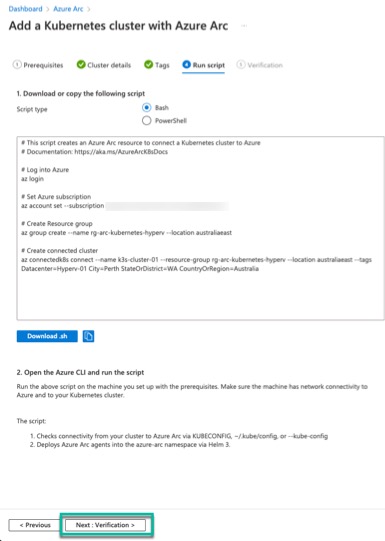 Dashboard > Azure Arc >
Add a Kubernetes cluster with Azure Arc ...
Prerequisites Cluster details Tags 4 Run script 5 Verification
1. Download or copy the following script
Script type
Bash
PowerShell
# This script creates an Azure Arc resource to connect a Kubernetes cluster to Azure
# Documentation: https://aka.ms/AzureArcK8sDocs
# Log into Azure
az login
# Set Azure subscription
az account set --subscription
# Create Resource group
az group create --name rg-arc-kubernetes-hyperv --location australiaeast
# Create connected cluster
az connectedk8s connect --name k3s-cluster-01 --resource-group rg-arc-kubernetes-hyperv --location australiaeast --tags
Datacenter=Hyperv-01 City=Perth StateOrDistrict=WA CountryOrRegion=Australia
Download .sh
2. Open the Azure CLI and run the script
Run the above script on the machine you set up with the prerequisites. Make sure the machine has network connectivity to
Azure and to your Kubernetes cluster.
The script:
1. Checks connectivity from your cluster to Azure Arc via KUBECONFIG, ~/.kube/config, or --kube-config
2. Deploys Azure Arc agents into the azure-arc namespace via Helm 3.
< Previous
Next : Verification >